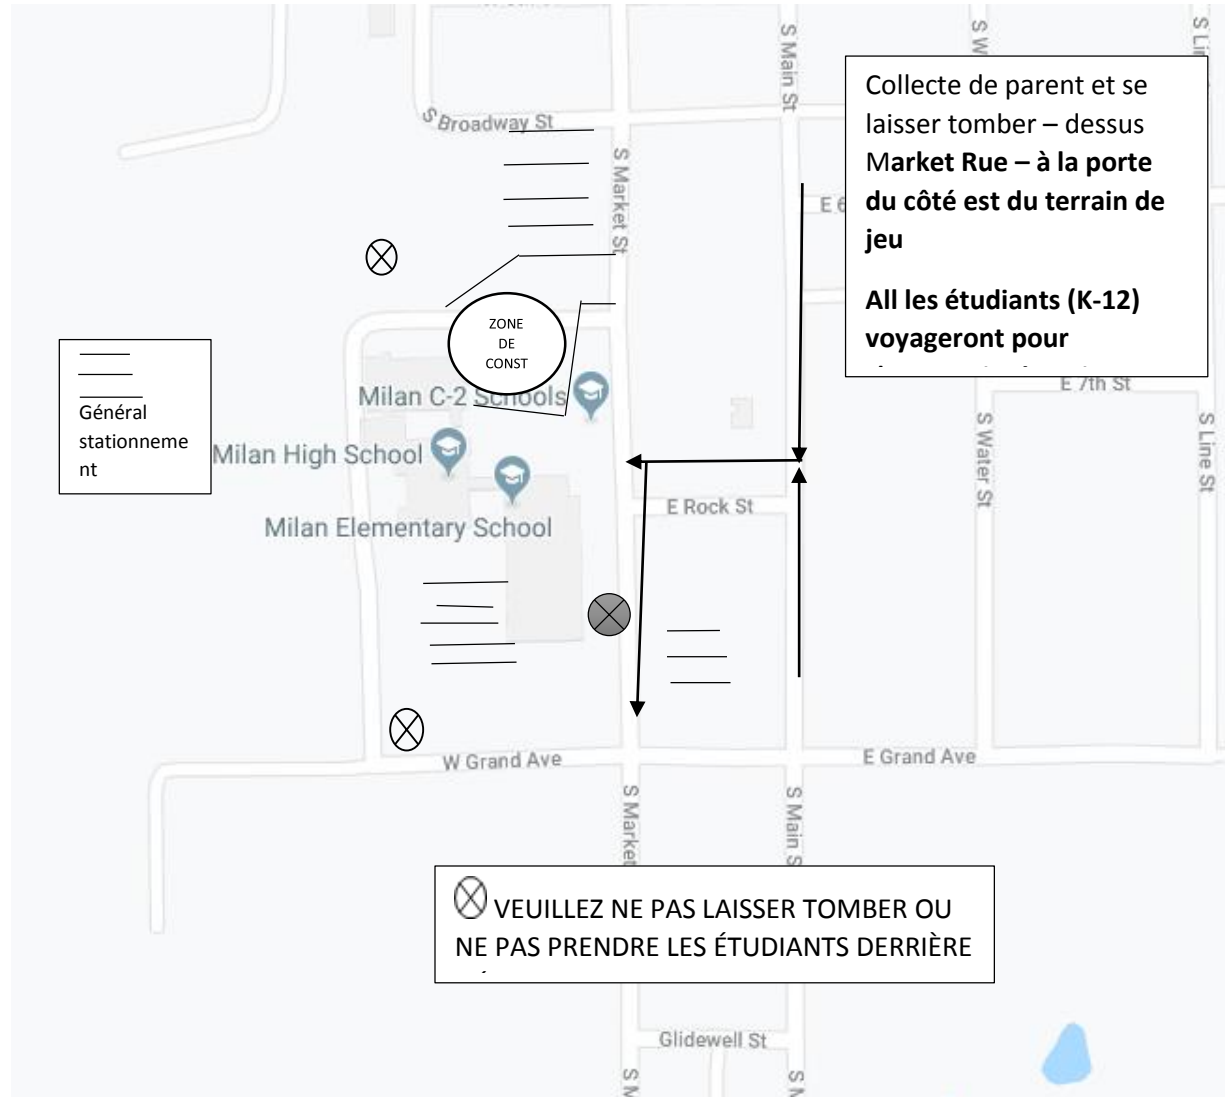 S Broadway St
S Market St
S Main St
S W
S Li
Collecte de parent et se
laisser tomber – dessus
Market Rue – à la porte
du côté est du terrain de
jeu
All les étudiants (K-12)
voyageront pour
E 6
ZONE
DE
CONST
Général
stationneme
nt
Milan C-2 Schools
Milan High School
Milan Elementary School
E 7th St
S Water St
S Line St
E Rock St
W Grand Ave
E Grand Ave
S Market
S Main S
VEUILLEZ NE PAS LAISSER TOMBER OU
NE PAS PRENDRE LES ÉTUDIANTS DERRIÈRE
Glidewell St
S M
S M